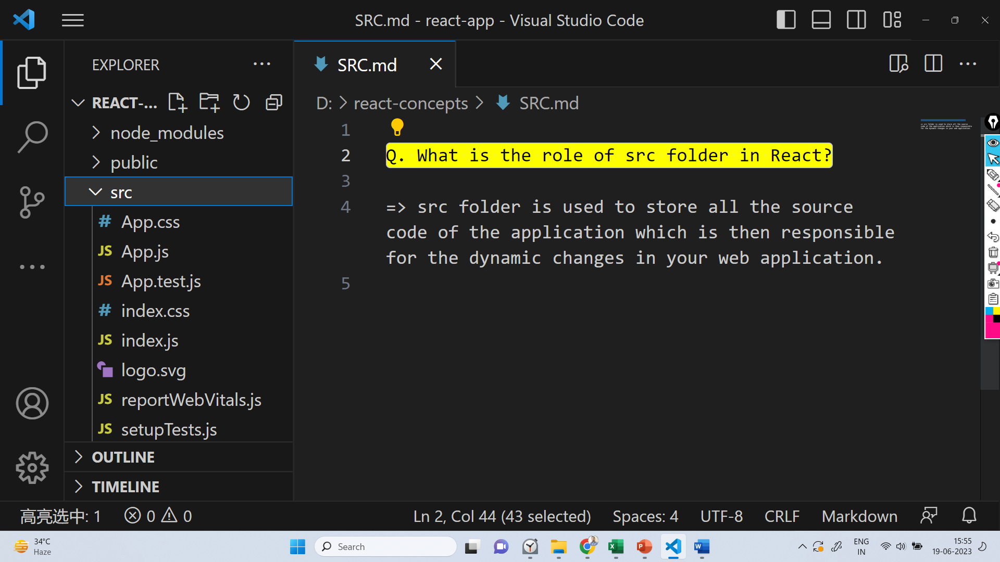 SRC.md - react-app - Visual Studio Code
EXPLORER
REACT-...
node_modules
public
src
# App.css
JS App.js
JS App.test.js
# index.css
JS index.js
logo.svg
JS reportWebVitals.js
JS setupTests.js
OUTLINE
TIMELINE
SRC.md
D: > react-concepts > SRC.md
1
2 Q. What is the role of src folder in React?
3
4 => src folder is used to store all the source
code of the application which is then responsible
for the dynamic changes in your web application.
5
高亮选中: 1 0 0 Ln 2, Col 44 (43 selected) Spaces: 4 UTF-8 CRLF Markdown
34°C
Haze
Search
ENG
IN
15:55
19-06-2023